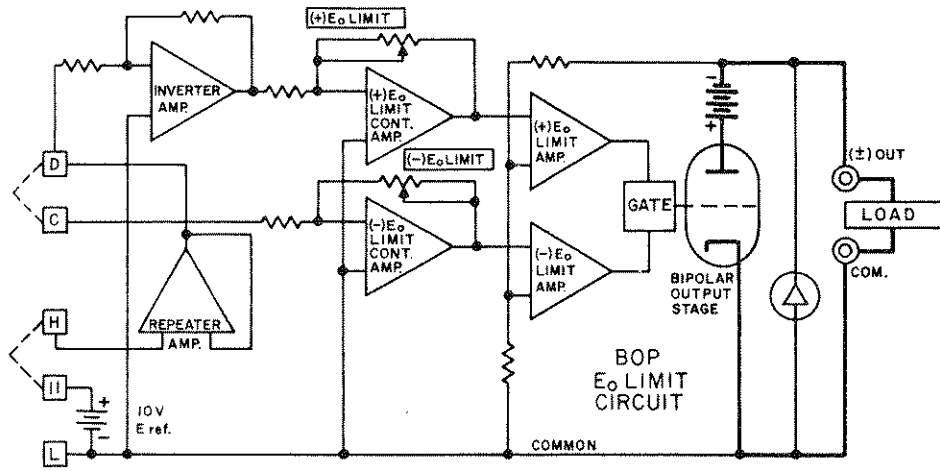 (+)E₀ LIMIT
INVERTER
AMP.
(+)E₀
LIMIT
CONT.
AMP.
(+)E₀
LIMIT
AMP.
(-)E₀ LIMIT
D
C
(-)E₀
LIMIT
CONT.
AMP.
(-)E₀
LIMIT
AMP.
GATE
-
+
BIPOLAR
OUTPUT
STAGE
(±) OUT
LOAD
COM.
REPEATER
AMP.
H
11
+
-
10V
E ref.
L
COMMON
BOP
E₀ LIMIT
CIRCUIT